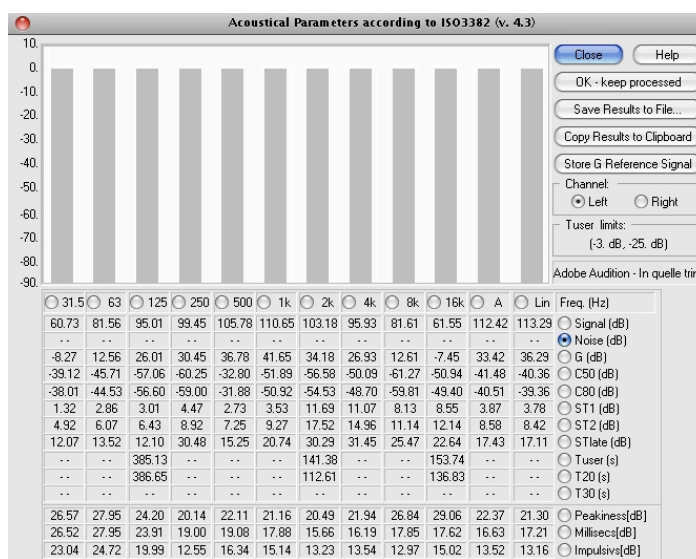 Acoustical Parameters according to ISO3382 (v. 4.3)
10.
0.
-10.
-20.
-30.
-40.
-50.
-60.
-70.
-80.
-90.
Close Help
OK - keep processed
Save Results to File...
Copy Results to Clipboard
Store G Reference Signal
Channel:
Left Right
Tuser limits:
(-3. dB, -25. dB)
Adobe Audition - In quelle trin
31.5 63 125 250 500 1k 2k 4k 8k 16k A Lin Freq. (Hz)
60.73 81.56 95.01 99.45 105.78 110.65 103.18 95.93 81.61 61.55 112.42 113.29 Signal (dB)
-- -- -- -- -- -- -- -- -- -- -- -- Noise (dB)
-8.27 12.56 26.01 30.45 36.78 41.65 34.18 26.93 12.61 -7.45 33.42 36.29 G (dB)
-39.12 -45.71 -57.06 -60.25 -32.80 -51.89 -56.58 -50.09 -61.27 -50.94 -41.48 -40.36 C50 (dB)
-38.01 -44.53 -56.60 -59.00 -31.88 -50.92 -54.53 -48.70 -59.81 -49.40 -40.51 -39.36 C80 (dB)
1.32 2.86 3.01 4.47 2.73 3.53 11.69 11.07 8.13 8.55 3.87 3.78 ST1 (dB)
4.92 6.07 6.43 8.92 7.25 9.27 17.52 14.96 11.14 12.14 8.58 8.42 ST2 (dB)
12.07 13.52 12.10 30.48 15.25 20.74 30.29 31.45 25.47 22.64 17.43 17.11 STlate (dB)
-- -- 385.13 -- -- -- 141.38 -- -- 153.74 -- -- Tuser (s)
-- -- 386.65 -- -- -- 112.61 -- -- 136.83 -- -- T20 (s)
-- -- -- -- -- -- -- -- -- -- -- -- T30 (s)
26.57 27.95 24.20 20.14 22.11 21.16 20.49 21.94 26.84 29.06 22.37 21.30 Peakiness[dB]
26.52 27.95 23.91 19.00 19.08 17.88 15.66 16.19 17.85 17.62 16.63 17.21 Millisecs[dB]
23.04 24.72 19.99 12.55 16.34 15.14 13.23 13.54 12.97 15.02 13.52 13.16 Impulsivs[dB]